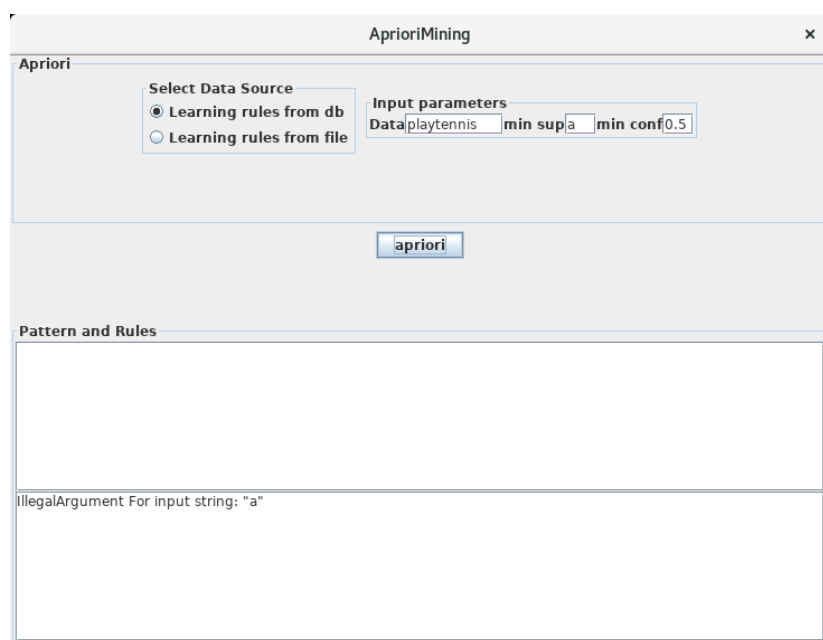 AprioriMining ×
Apriori
Select Data Source
Learning rules from db
Learning rules from file
Input parameters
Data playtennis min sup a min conf 0.5
apriori
Pattern and Rules
IllegalArgument For input string: "a"